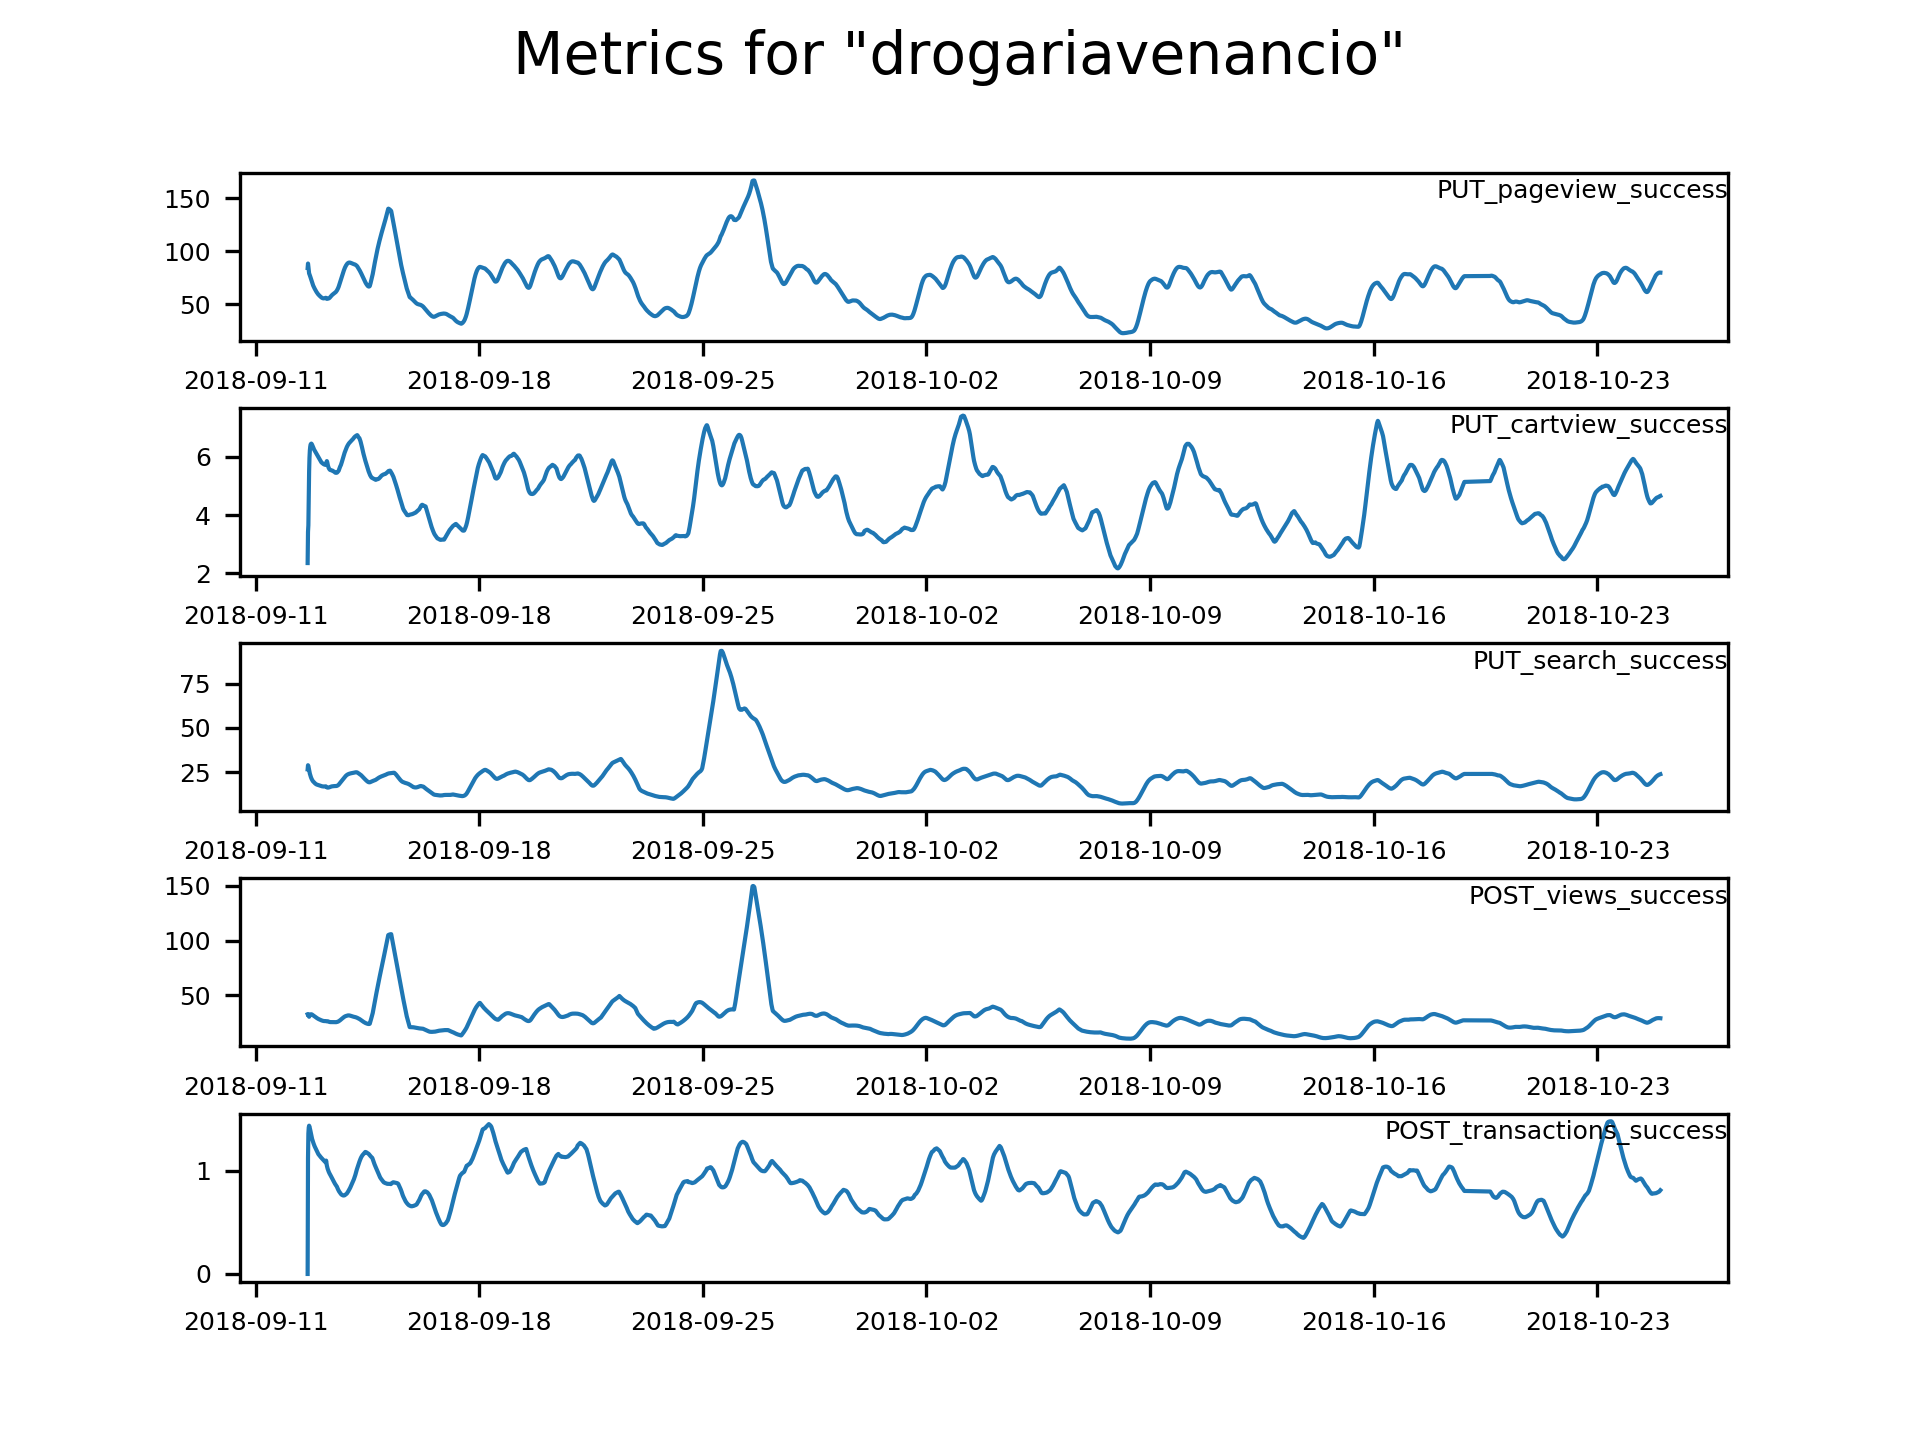 Metrics for "drogariavenancio"
PUT_pageview_success
150
100
50
2018-09-11 2018-09-18 2018-09-25 2018-10-02 2018-10-09 2018-10-16 2018-10-23
PUT_cartview_success
6
4
2
2018-09-11 2018-09-18 2018-09-25 2018-10-02 2018-10-09 2018-10-16 2018-10-23
PUT_search_success
75
50
25
2018-09-11 2018-09-18 2018-09-25 2018-10-02 2018-10-09 2018-10-16 2018-10-23
POST_views_success
150
100
50
2018-09-11 2018-09-18 2018-09-25 2018-10-02 2018-10-09 2018-10-16 2018-10-23
POST_transactions_success
1
0
2018-09-11 2018-09-18 2018-09-25 2018-10-02 2018-10-09 2018-10-16 2018-10-23